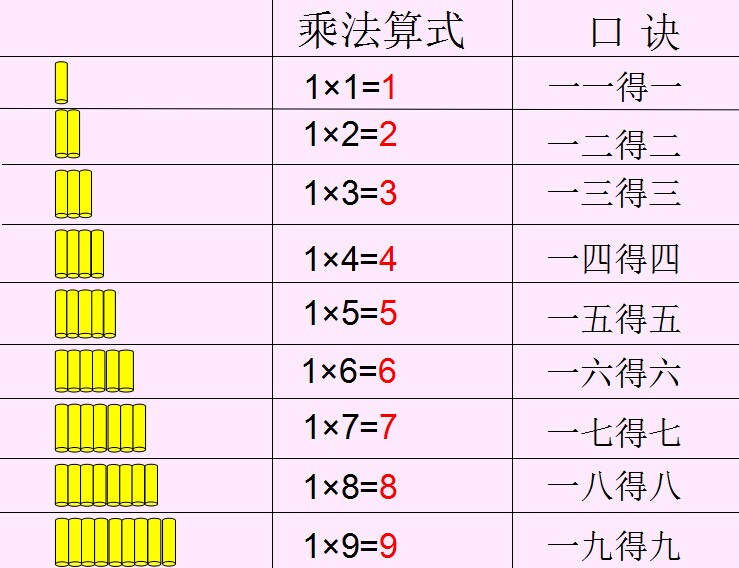 乘法算式 口 诀
1×1=1 一一得一
1×2=2 一二得二
1×3=3 一三得三
1×4=4 一四得四
1×5=5 一五得五
1×6=6 一六得六
1×7=7 一七得七
1×8=8 一八得八
1×9=9 一九得九